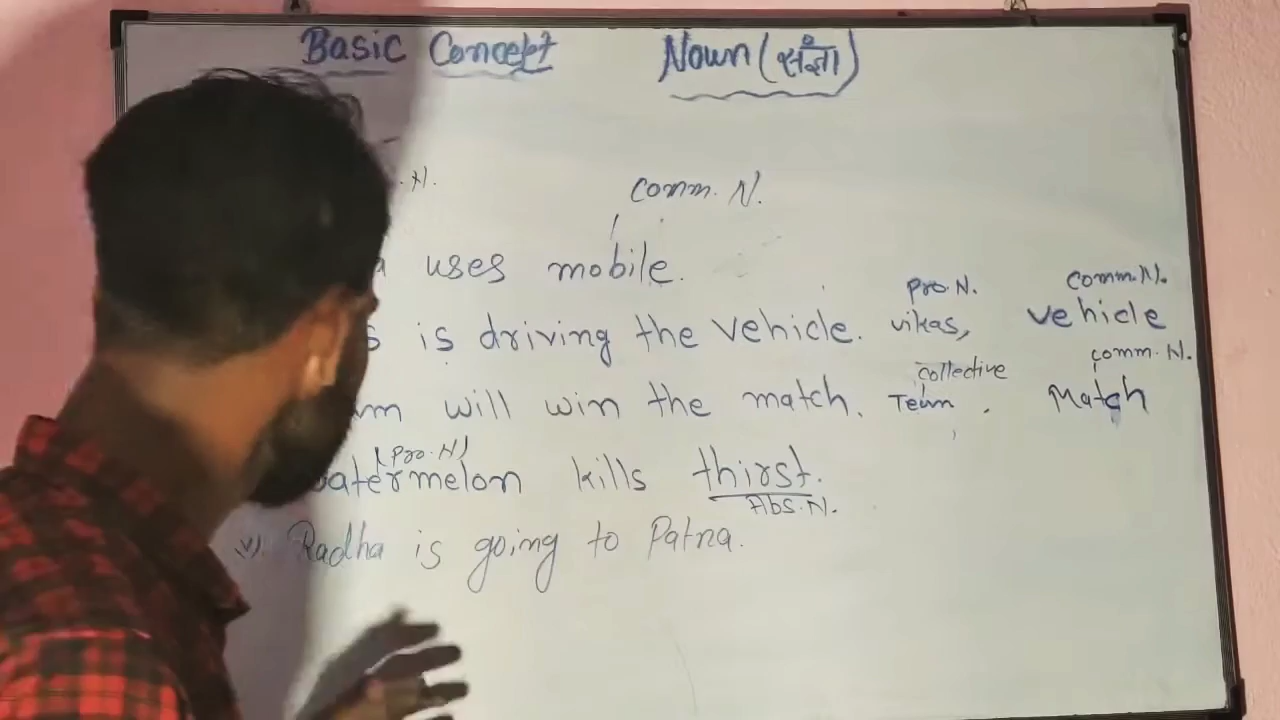 Basic Concept Noun (संज्ञा)
.N. Comm. N.
uses mobile.
Pro.N. Comm.N.
s is driving the vehicle. vikas, vehicle
collective comm. N.
am will win the match. Team. Match
(Pro.N)
watermelon kills thirst.
Abs.N.
v). Radha is going to Patna.